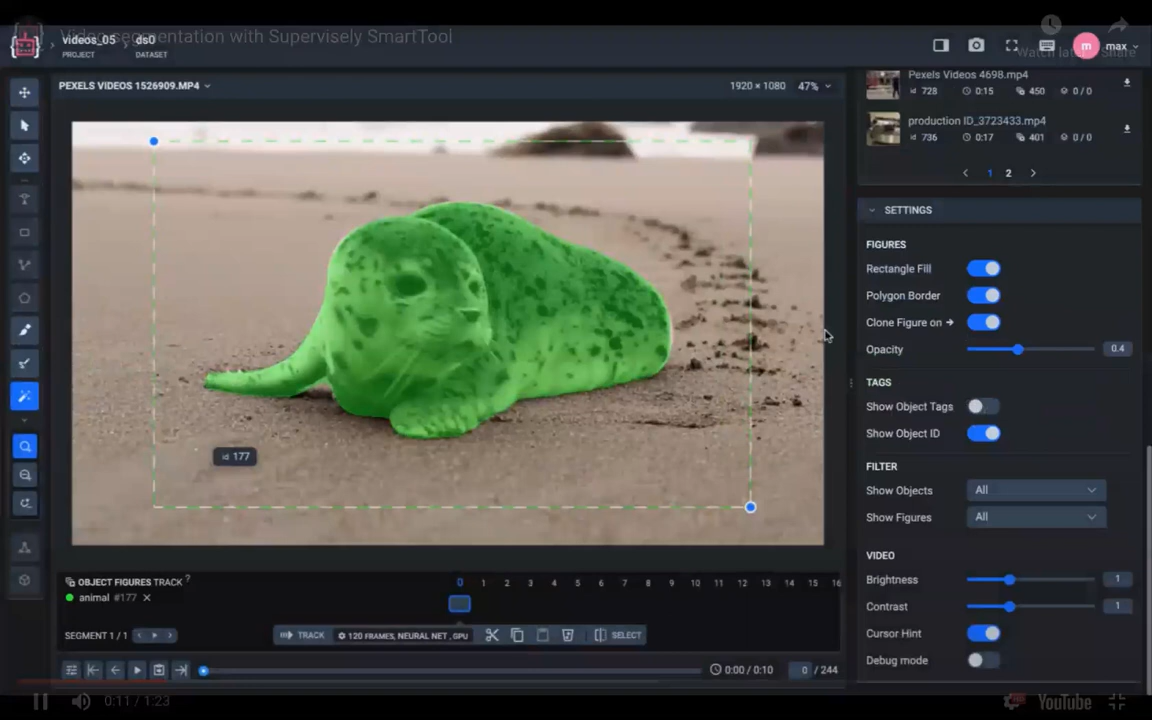 Video segmentation with Supervisely SmartTool
videos_05 ds0
PROJECT DATASET
Watch later Share
m max
PEXELS VIDEOS 1526909.MP4 1920 × 1080 47%
Pexels Videos 4698.mp4
id 728 0:15 450 0 / 0
production ID_3723433.mp4
id 736 0:17 401 0 / 0
1 2
SETTINGS
FIGURES
Rectangle Fill
Polygon Border
Clone Figure on →
Opacity 0.4
TAGS
Show Object Tags
Show Object ID
FILTER
Show Objects All
Show Figures All
VIDEO
Brightness 1
Contrast 1
Cursor Hint
Debug mode
id 177
OBJECT FIGURES TRACK ? 0 1 2 3 4 5 6 7 8 9 10 11 12 13 14 15 16
animal #177
SEGMENT 1 / 1 TRACK 120 FRAMES, NEURAL NET , GPU SELECT
0:00 / 0:10 0 / 244
0:11 / 1:23 YouTube